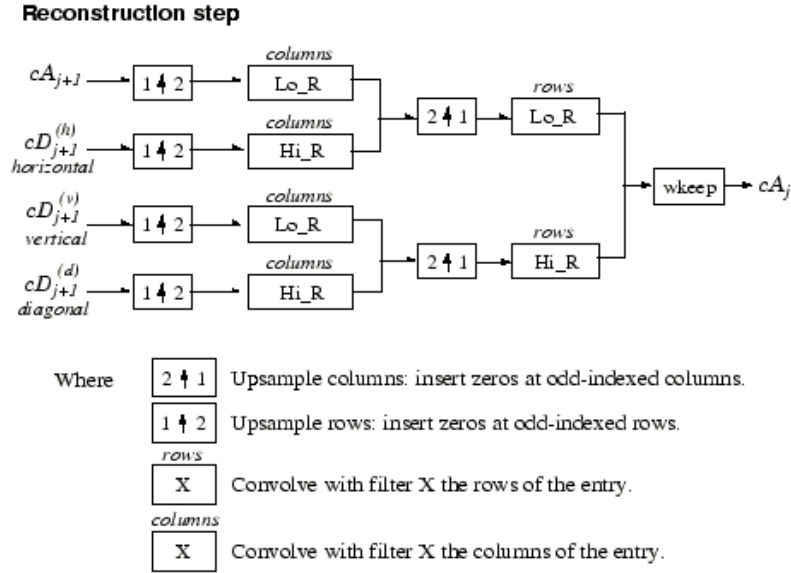 Reconstruction step
columns
cA_{j+1}
1 ↑ 2
Lo_R
rows
2 ↑ 1
Lo_R
columns
cD_{j+1}^{(h)}
horizontal
1 ↑ 2
Hi_R
wkeep
cA_j
columns
cD_{j+1}^{(v)}
vertical
1 ↑ 2
Lo_R
rows
2 ↑ 1
Hi_R
columns
cD_{j+1}^{(d)}
diagonal
1 ↑ 2
Hi_R
Where
2 ↑ 1 Upsample columns: insert zeros at odd-indexed columns.
1 ↑ 2 Upsample rows: insert zeros at odd-indexed rows.
rows
X Convolve with filter X the rows of the entry.
columns
X Convolve with filter X the columns of the entry.